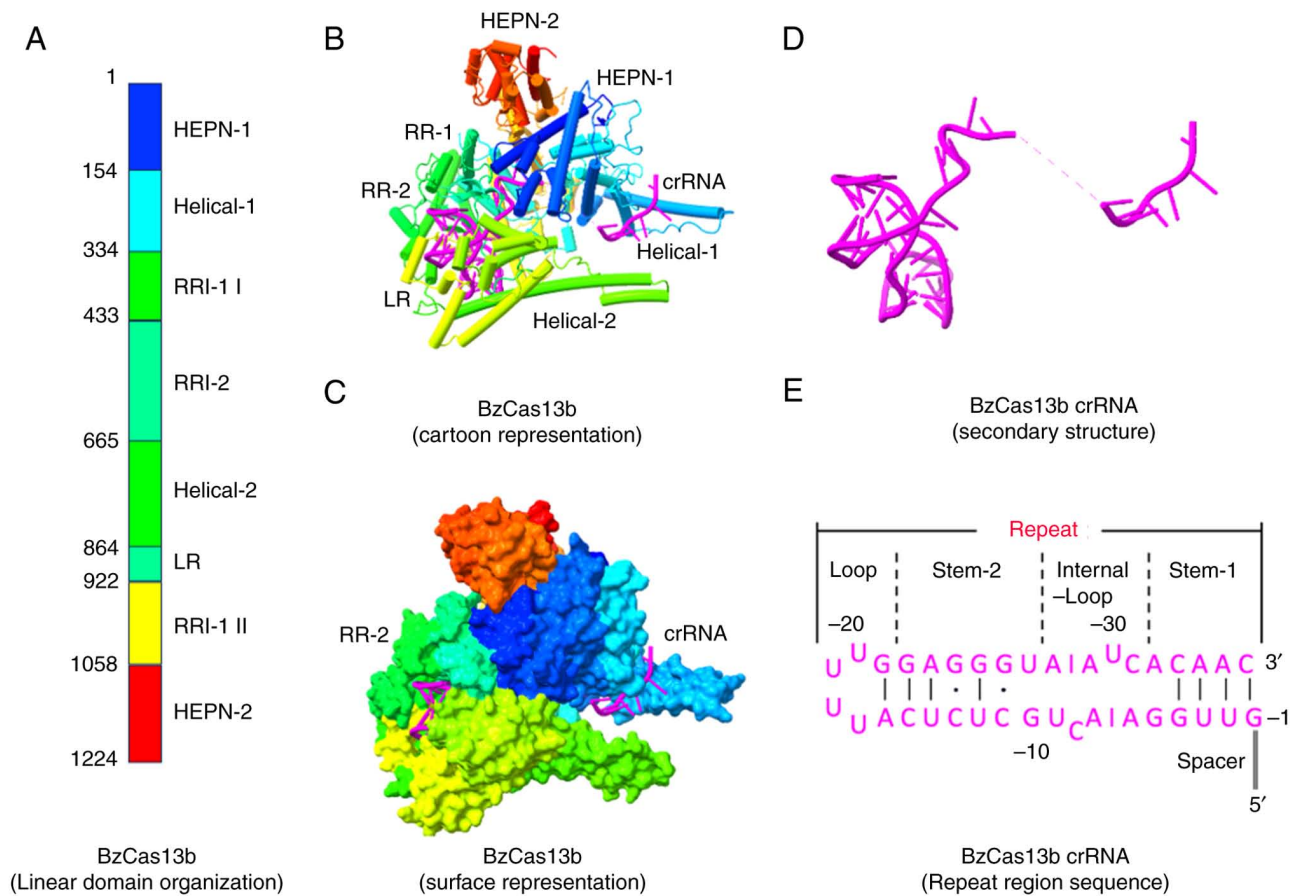 A
1
HEPN-1
154
Helical-1
334
RRI-1 I
433
RRI-2
665
Helical-2
864
LR
922
RRI-1 II
1058
HEPN-2
1224
BzCas13b
(Linear domain organization)
B
HEPN-2
HEPN-1
RR-1
RR-2
crRNA
Helical-1
LR
Helical-2
BzCas13b
(cartoon representation)
C
RR-2
crRNA
BzCas13b
(surface representation)
D
BzCas13b crRNA
(secondary structure)
E
Repeat
Loop
Stem-2
Internal
–Loop
Stem-1
–20
–30
U U G G A G G G U A I A U C A C A A C 3′
U U A C U C U C G U C A I A G G U U G –1
–10
Spacer
5′
BzCas13b crRNA
(Repeat region sequence)